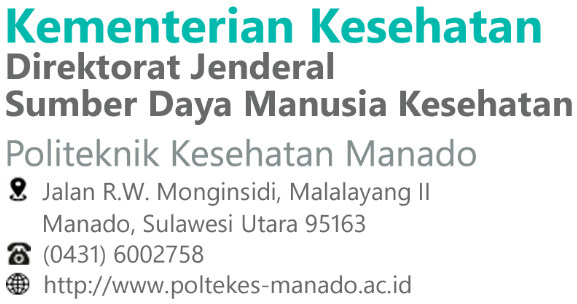 Kementerian Kesehatan
Direktorat Jenderal
Sumber Daya Manusia Kesehatan
Politeknik Kesehatan Manado
Jalan R.W. Monginsidi, Malalayang II
Manado, Sulawesi Utara 95163
(0431) 6002758
http://www.poltekes-manado.ac.id